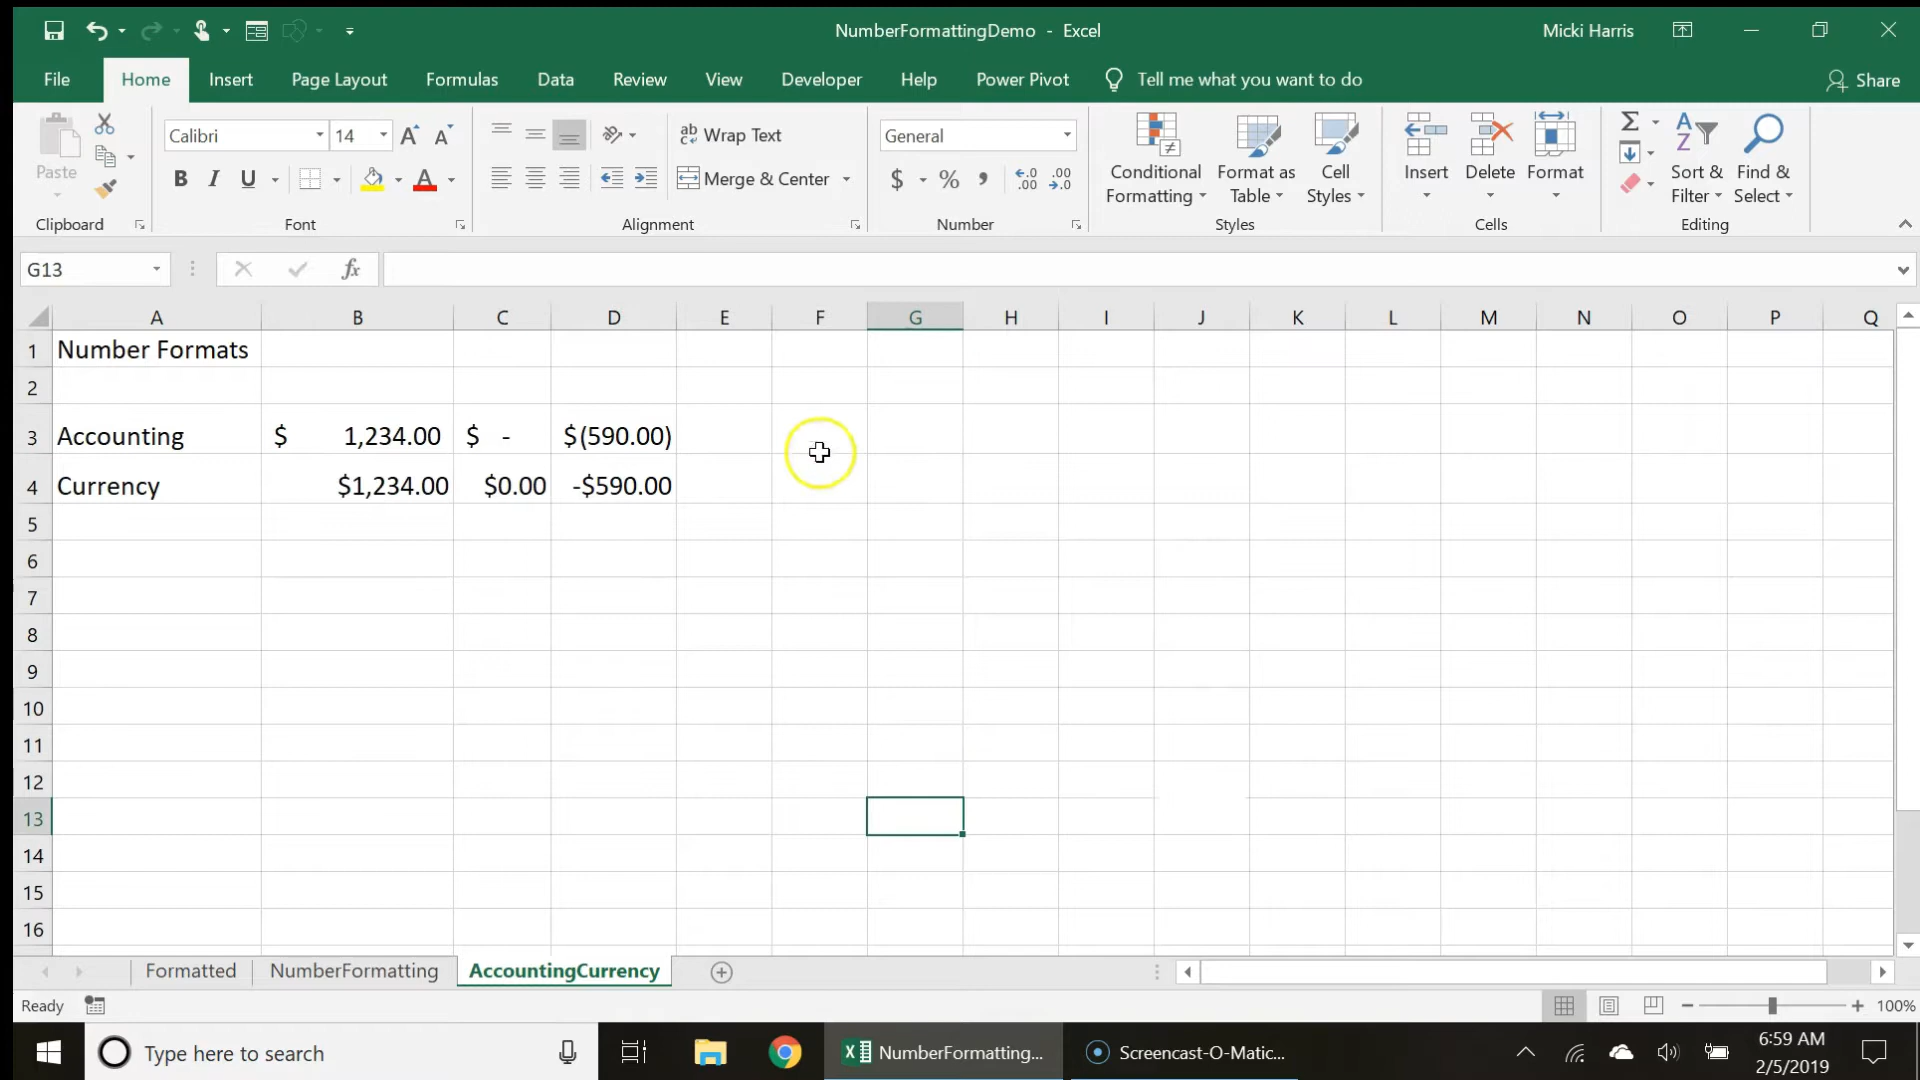 NumberFormattingDemo - Excel
Micki Harris
File Home Insert Page Layout Formulas Data Review View Developer Help Power Pivot Tell me what you want to do Share
Paste
Clipboard
Calibri 14
B I U
Font
ab Wrap Text
Merge & Center
Alignment
General
$ % ,
Number
Conditional Formatting
Format as Table
Cell Styles
Styles
Insert Delete Format
Cells
Sort & Filter
Find & Select
Editing
G13
fx
A B C D E F G H I J K L M N O P Q
1 Number Formats
2
3 Accounting $ 1,234.00 $ - $(590.00)
4 Currency $1,234.00 $0.00 -$590.00
5
6
7
8
9
10
11
12
13
14
15
16
Formatted NumberFormatting AccountingCurrency
Ready
100%
Type here to search
NumberFormatting...
Screencast-O-Matic...
6:59 AM
2/5/2019